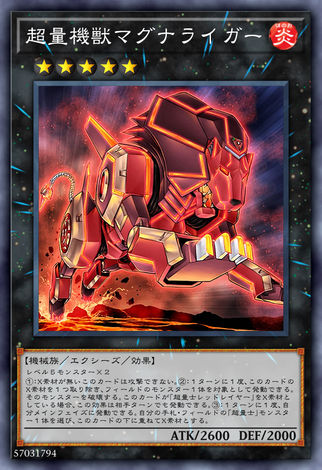 超量機獣マグナライガー
炎
ほのお
【機械族／エクシーズ／効果】
レベル５モンスター×２
①：X素材が無いこのカードは攻撃できない。②：１ターンに１度、このカードの
X素材を１つ取り除き、フィールドのモンスター１体を対象として発動できる。
そのモンスターを破壊する。このカードが「超量士レッドレイヤー」をX素材と
している場合、この効果は相手ターンでも発動できる。③：１ターンに１度、自
分メインフェイズに発動できる。自分の手札・フィールドの「超量士」モンスタ
ー１体を選び、このカードの下に重ねてX素材とする。
ATK/2600 DEF/2000
57031794